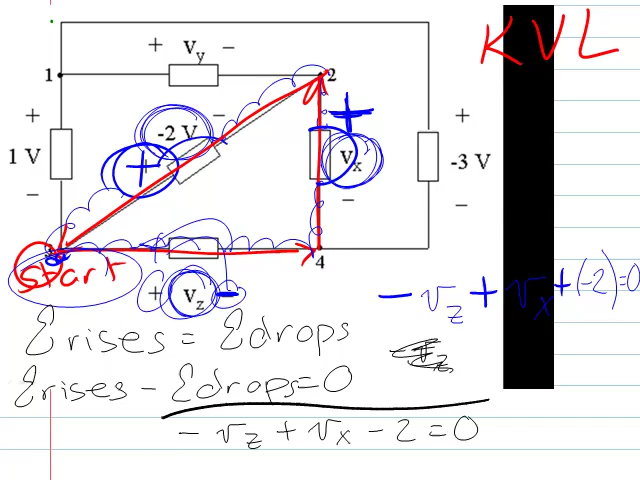 KVL
+ vy −
1
2
+
− 
+
+
1 V
-2 V
+
vx
-3 V
−
−
−
start
4
+ vz −
− vz + vx + (−2) = 0
Σ rises = Σ drops
Σ rises − Σ drops = 0
− vz + vx − 2 = 0